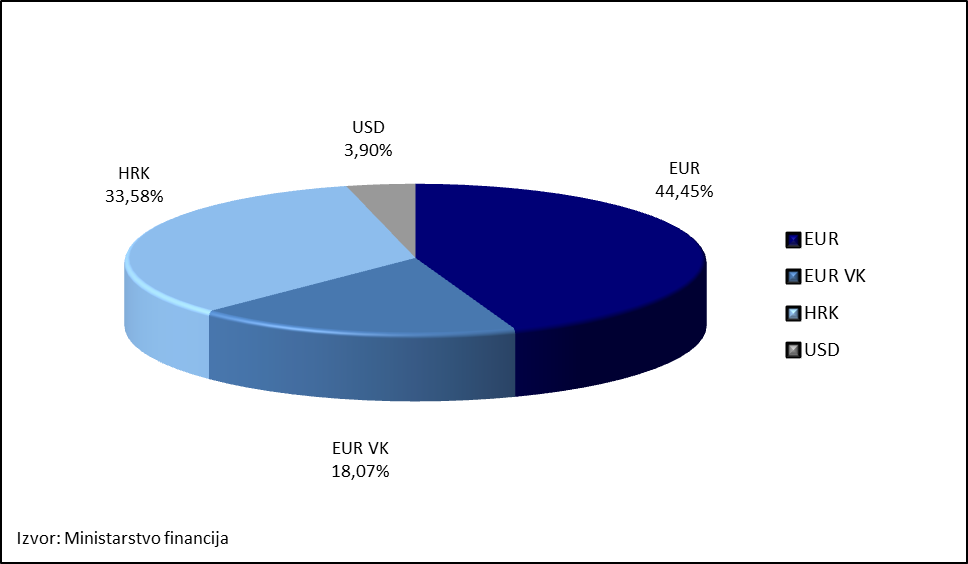 USD
3,90%
HRK
33,58%
EUR
44,45%
EUR
EUR VK
HRK
USD
EUR VK
18,07%
Izvor: Ministarstvo financija